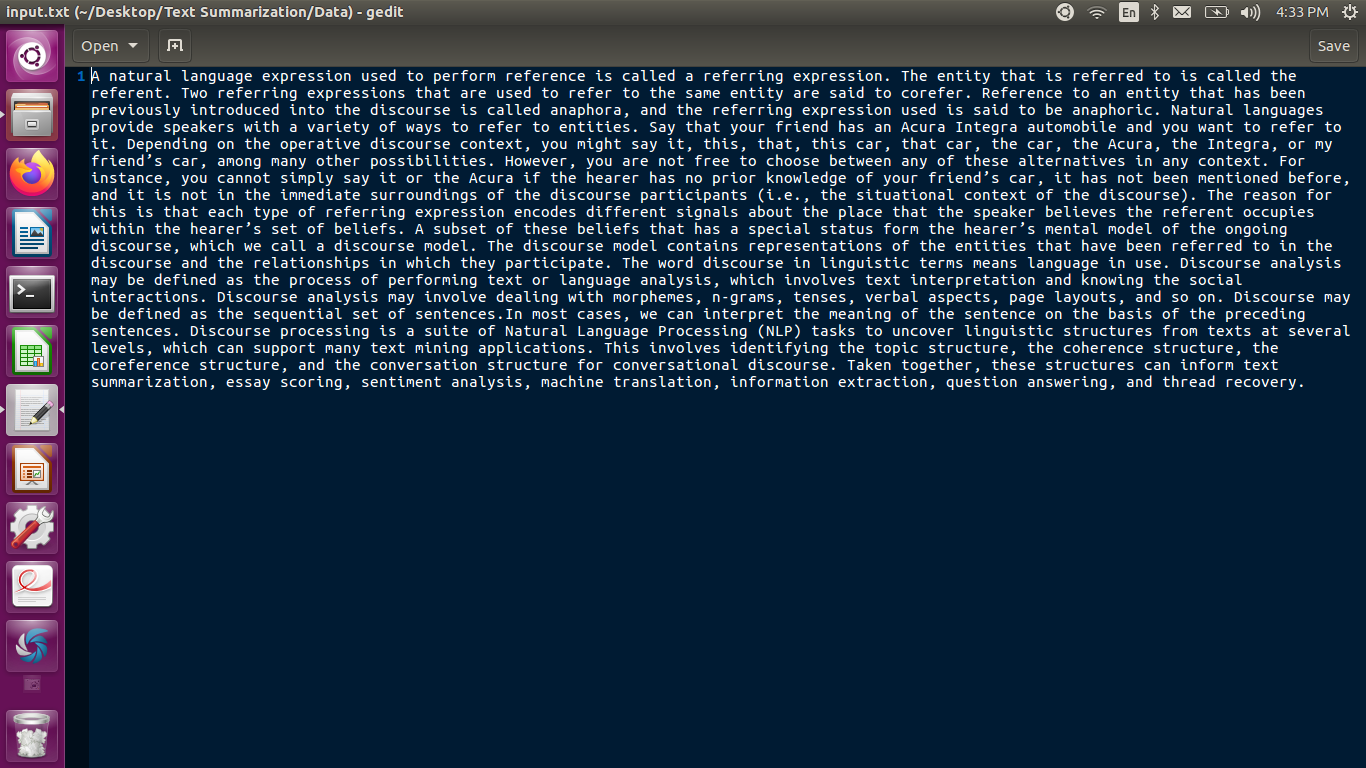 input.txt (~/Desktop/Text Summarization/Data) - gedit
En
4:33 PM
Open
Save
1
A natural language expression used to perform reference is called a referring expression. The entity that is referred to is called the
referent. Two referring expressions that are used to refer to the same entity are said to corefer. Reference to an entity that has been
previously introduced into the discourse is called anaphora, and the referring expression used is said to be anaphoric. Natural languages
provide speakers with a variety of ways to refer to entities. Say that your friend has an Acura Integra automobile and you want to refer to
it. Depending on the operative discourse context, you might say it, this, that, this car, that car, the car, the Acura, the Integra, or my
friend’s car, among many other possibilities. However, you are not free to choose between any of these alternatives in any context. For
instance, you cannot simply say it or the Acura if the hearer has no prior knowledge of your friend’s car, it has not been mentioned before,
and it is not in the immediate surroundings of the discourse participants (i.e., the situational context of the discourse). The reason for
this is that each type of referring expression encodes different signals about the place that the speaker believes the referent occupies
within the hearer’s set of beliefs. A subset of these beliefs that has a special status form the hearer’s mental model of the ongoing
discourse, which we call a discourse model. The discourse model contains representations of the entities that have been referred to in the
discourse and the relationships in which they participate. The word discourse in linguistic terms means language in use. Discourse analysis
may be defined as the process of performing text or language analysis, which involves text interpretation and knowing the social
interactions. Discourse analysis may involve dealing with morphemes, n-grams, tenses, verbal aspects, page layouts, and so on. Discourse may
be defined as the sequential set of sentences.In most cases, we can interpret the meaning of the sentence on the basis of the preceding
sentences. Discourse processing is a suite of Natural Language Processing (NLP) tasks to uncover linguistic structures from texts at several
levels, which can support many text mining applications. This involves identifying the topic structure, the coherence structure, the
coreference structure, and the conversation structure for conversational discourse. Taken together, these structures can inform text
summarization, essay scoring, sentiment analysis, machine translation, information extraction, question answering, and thread recovery.